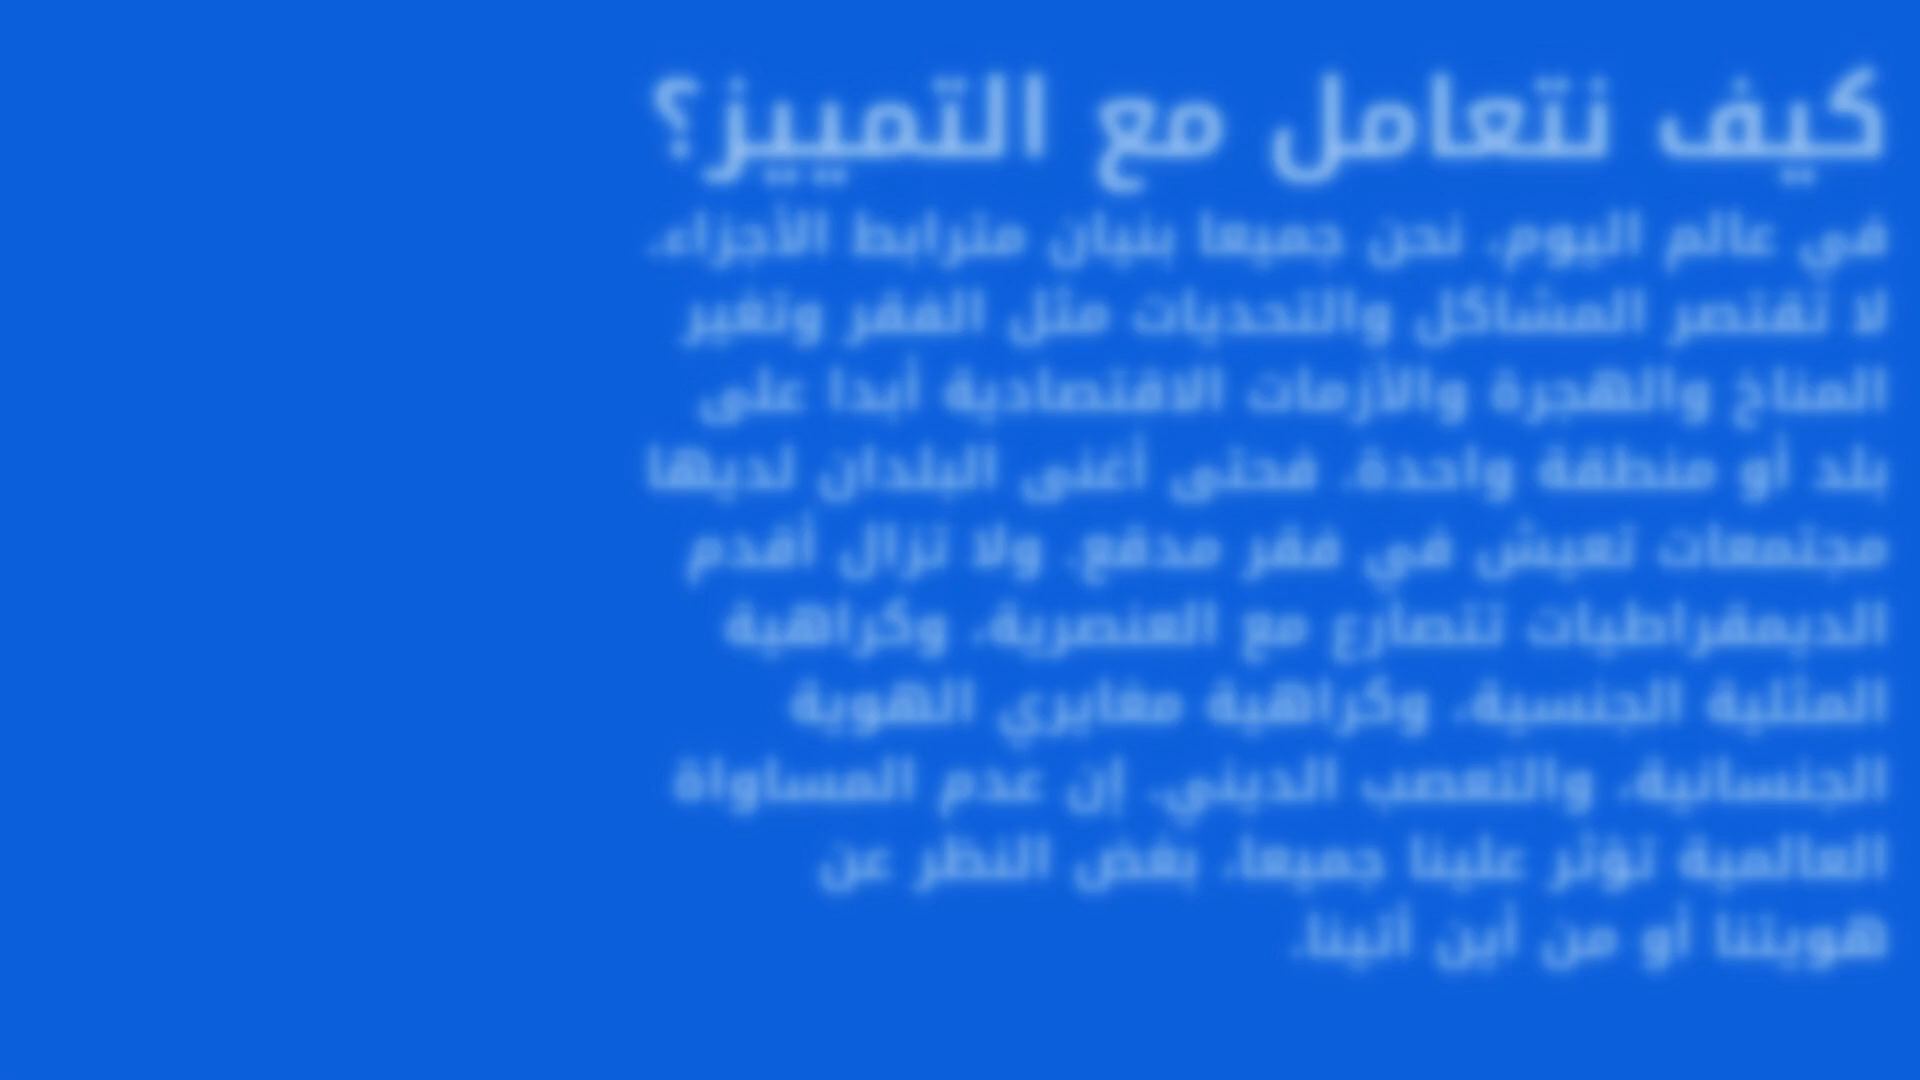 كيف نتعامل مع التمييز؟
في عالم اليوم، نحن جميعا بنيان مترابط الأجزاء.
لا تقتصر المشاكل والتحديات مثل الفقر وتغير
المناخ والهجرة والأزمات الاقتصادية أبدا على
بلد أو منطقة واحدة. فحتى أغنى البلدان لديها
مجتمعات تعيش في فقر مدقع. ولا تزال أقدم
الديمقراطيات تتصارع مع العنصرية، وكراهية
المثلية الجنسية، وكراهية مغايري الهوية
الجنسانية، والتعصب الديني. إن عدم المساواة
العالمية تؤثر علينا جميعا، بغض النظر عن
هويتنا أو من أين أتينا.